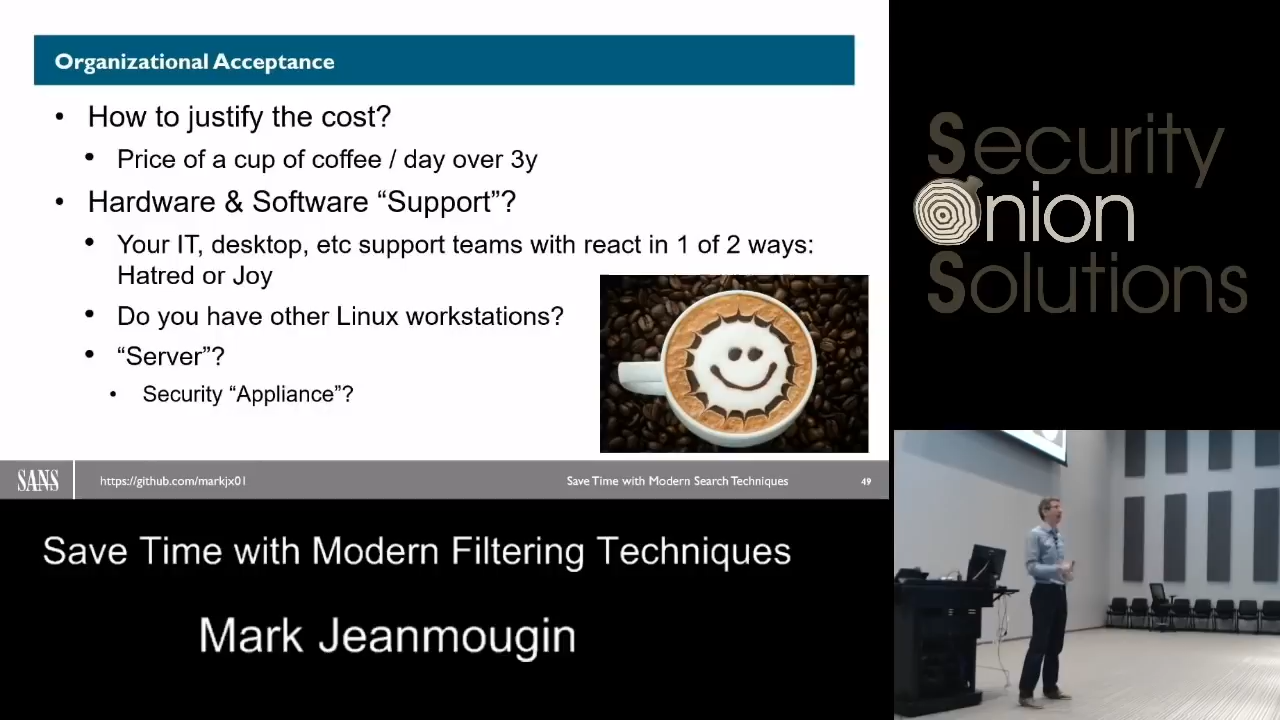 Organizational Acceptance
• How to justify the cost?
• Price of a cup of coffee / day over 3y
• Hardware & Software “Support”?
• Your IT, desktop, etc support teams with react in 1 of 2 ways:
Hatred or Joy
• Do you have other Linux workstations?
• “Server”?
• Security “Appliance”?
SANS
https://github.com/markjx01
Save Time with Modern Search Techniques
49
Save Time with Modern Filtering Techniques
Mark Jeanmougin
Security
Onion
Solutions